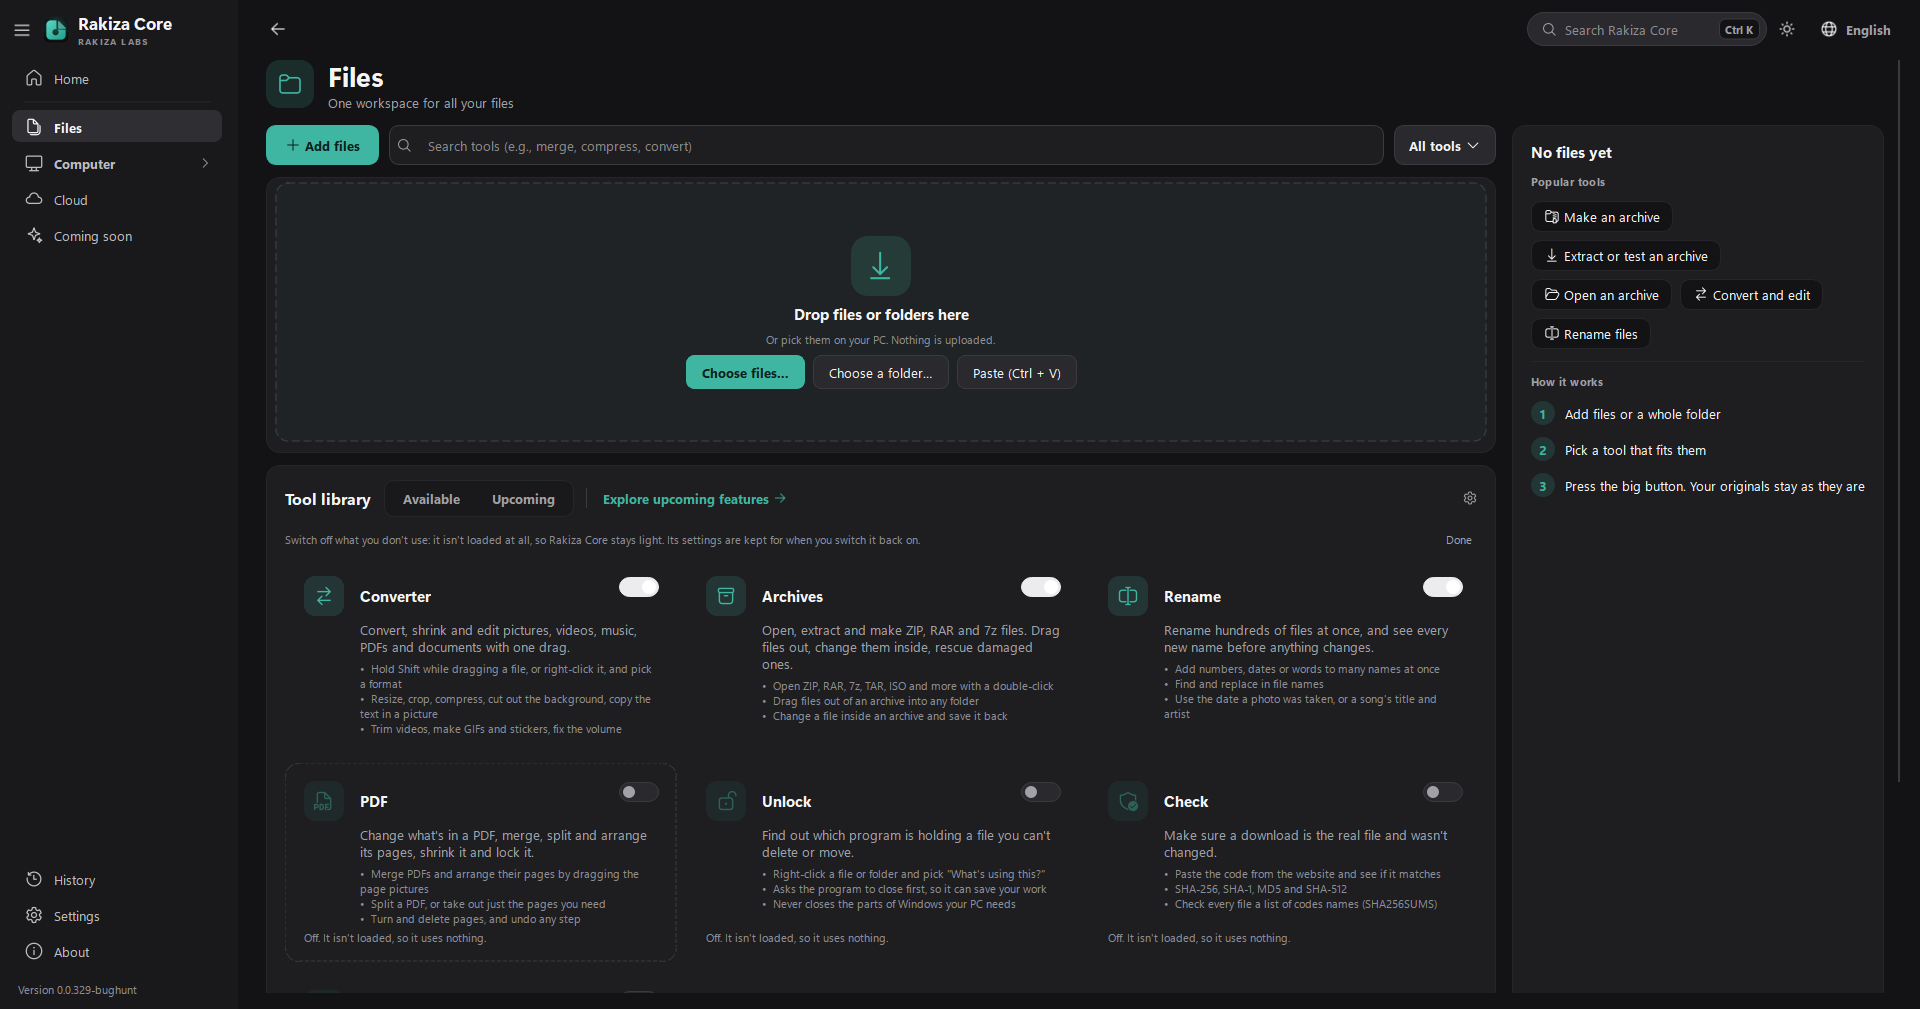 Rakiza Core
RAKIZA LABS
Home
Files
Computer
Cloud
Coming soon
History
Settings
About
Version 0.0.329-bughunt
Search Rakiza Core
Ctrl K
English
Files
One workspace for all your files
Add files
Search tools (e.g., merge, compress, convert)
All tools
Drop files or folders here
Or pick them on your PC. Nothing is uploaded.
Choose files...
Choose a folder...
Paste (Ctrl + V)
No files yet
Popular tools
Make an archive
Extract or test an archive
Open an archive
Convert and edit
Rename files
How it works
1 Add files or a whole folder
2 Pick a tool that fits them
3 Press the big button. Your originals stay as they are
Tool library
Available
Upcoming
Explore upcoming features
Switch off what you don't use: it isn't loaded at all, so Rakiza Core stays light. Its settings are kept for when you switch it back on.
Done
Converter
Convert, shrink and edit pictures, videos, music,
PDFs and documents with one drag.
• Hold Shift while dragging a file, or right-click it, and pick
a format
• Resize, crop, compress, cut out the background, copy the
text in a picture
• Trim videos, make GIFs and stickers, fix the volume
Archives
Open, extract and make ZIP, RAR and 7z files. Drag
files out, change them inside, rescue damaged
ones.
• Open ZIP, RAR, 7z, TAR, ISO and more with a double-click
• Drag files out of an archive into any folder
• Change a file inside an archive and save it back
Rename
Rename hundreds of files at once, and see every
new name before anything changes.
• Add numbers, dates or words to many names at once
• Find and replace in file names
• Use the date a photo was taken, or a song's title and
artist
PDF
PDF
Change what's in a PDF, merge, split and arrange
its pages, shrink it and lock it.
• Merge PDFs and arrange their pages by dragging the
page pictures
• Split a PDF, or take out just the pages you need
• Turn and delete pages, and undo any step
Off. It isn't loaded, so it uses nothing.
Unlock
Find out which program is holding a file you can't
delete or move.
• Right-click a file or folder and pick "What's using this?"
• Asks the program to close first, so it can save your work
• Never closes the parts of Windows your PC needs
Off. It isn't loaded, so it uses nothing.
Check
Make sure a download is the real file and wasn't
changed.
• Paste the code from the website and see if it matches
• SHA-256, SHA-1, MD5 and SHA-512
• Check every file a list of codes names (SHA256SUMS)
Off. It isn't loaded, so it uses nothing.